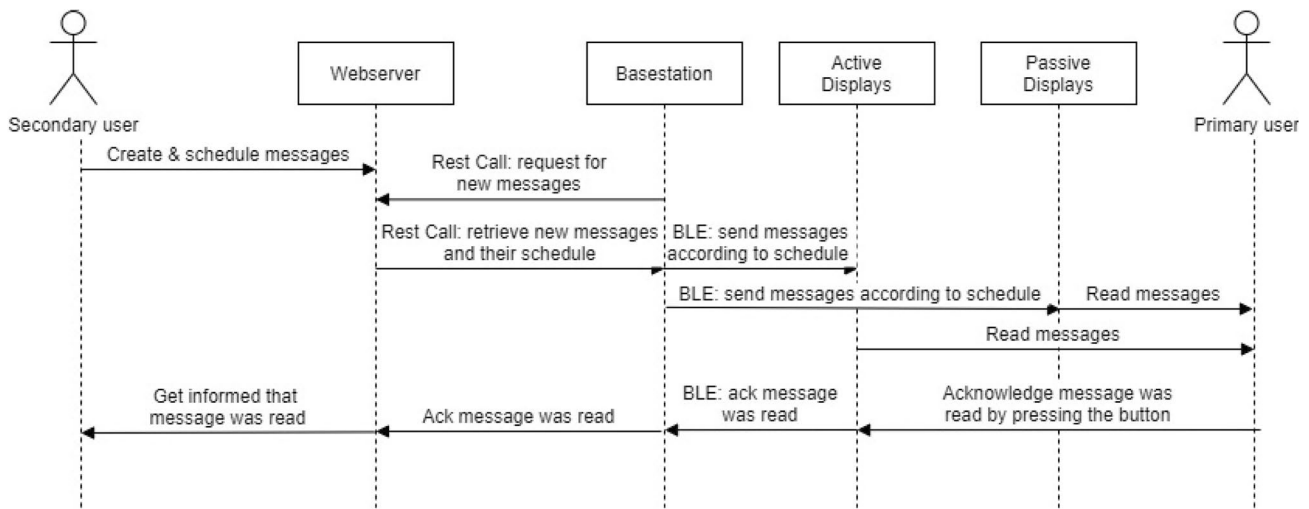 Webserver
Basestation
Active
Displays
Passive
Displays
Secondary user
Primary user
Create & schedule messages
Rest Call: request for
new messages
Rest Call: retrieve new messages
and their schedule
BLE: send messages
according to schedule
BLE: send messages according to schedule
Read messages
Read messages
Get informed that
message was read
Ack message was read
BLE: ack message
was read
Acknowledge message was
read by pressing the button